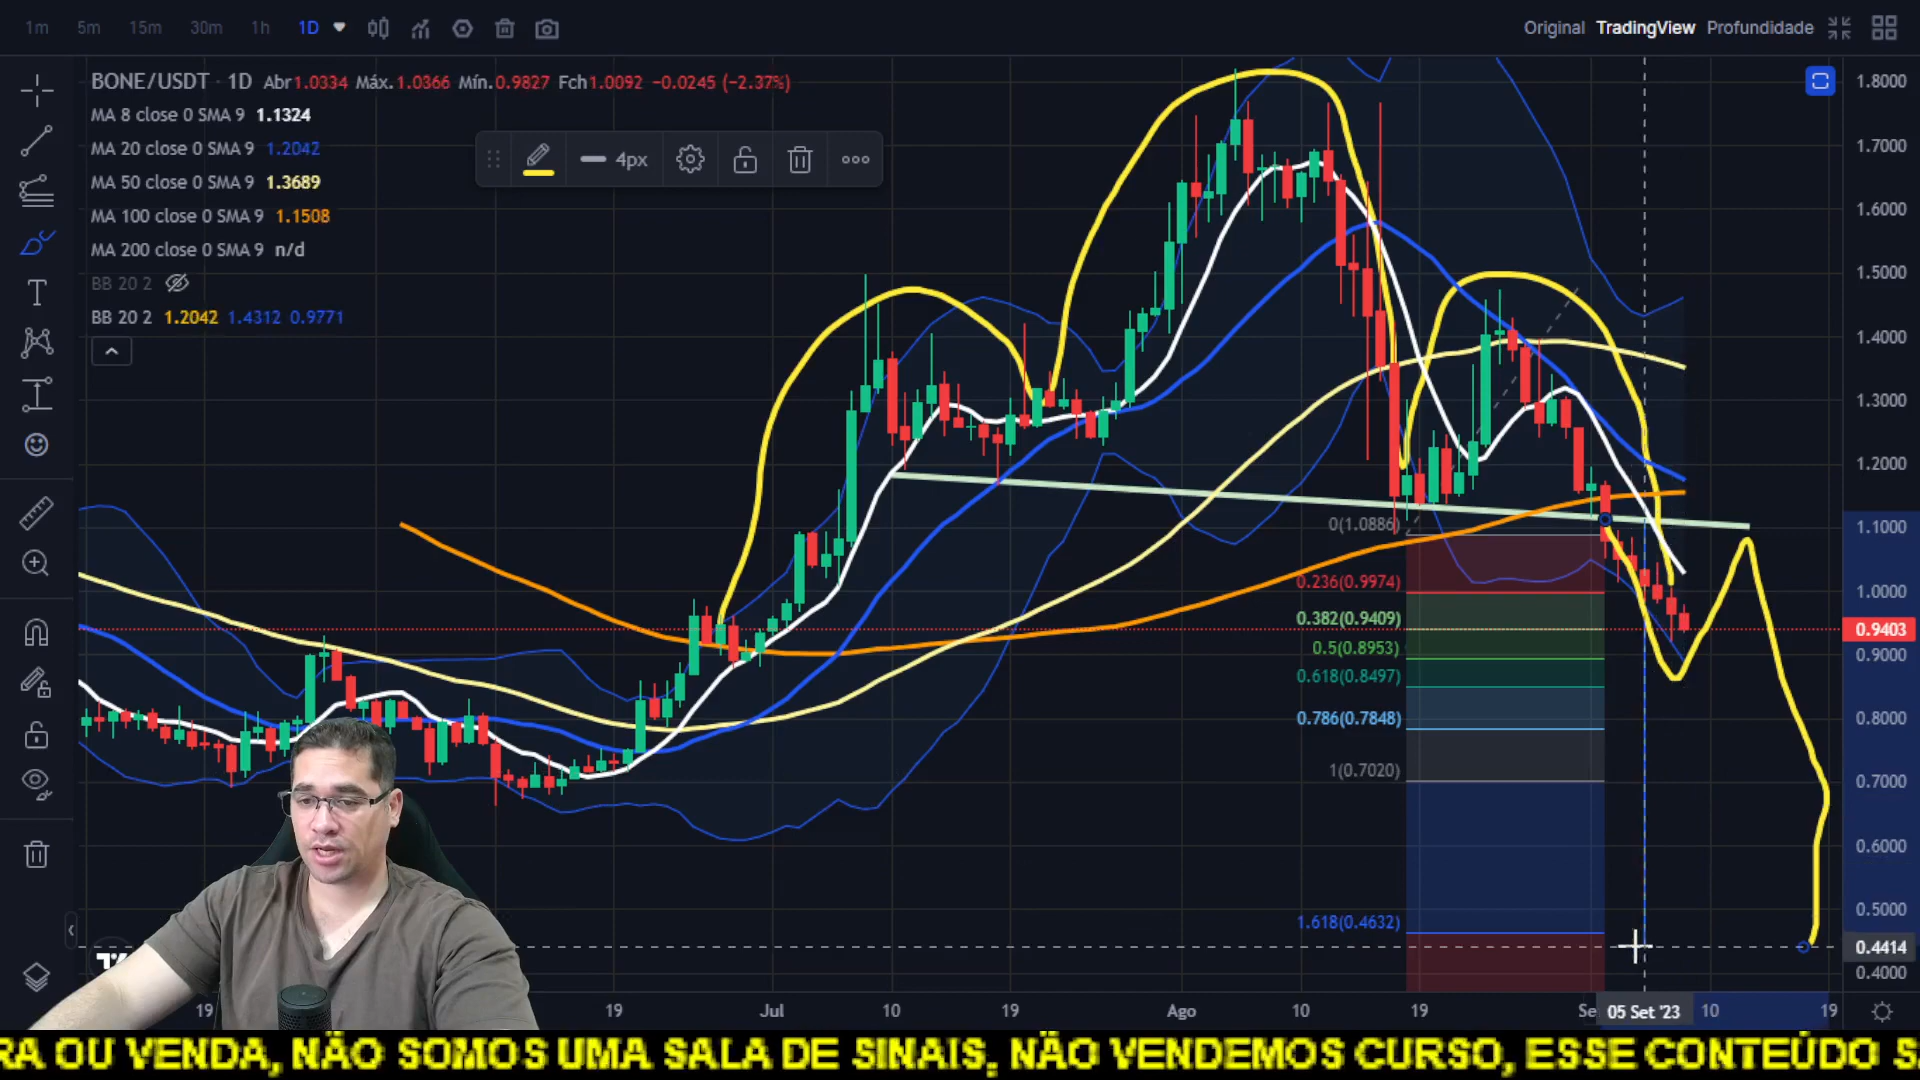 1m 5m 15m 30m 1h 1D Original TradingView Profundidade
BONE/USDT · 1D Abr1.0334 Máx.1.0366 Mín.0.9827 Fch1.0092 −0.0245 (−2.37%)
MA 8 close 0 SMA 9 1.1324
MA 20 close 0 SMA 9 1.2042
MA 50 close 0 SMA 9 1.3689
MA 100 close 0 SMA 9 1.1508
MA 200 close 0 SMA 9 n/d
BB 20 2
BB 20 2 1.2042 1.4312 0.9771
4px
1.8000
1.7000
1.6000
1.5000
1.4000
1.3000
1.2000
1.1000
1.0000
0.9403
0.9000
0.8000
0.7000
0.6000
0.5000
0.4414
0.4000
0(1.0886)
0.236(0.9974)
0.382(0.9409)
0.5(0.8953)
0.618(0.8497)
0.786(0.7848)
1(0.7020)
1.618(0.4632)
19 19 Jul 10 19 Ago 10 19 Se 05 Set '23 10 19
RA OU VENDA, NÃO SOMOS UMA SALA DE SINAIS, NÃO VENDEMOS CURSO, ESSE CONTEÚDO S